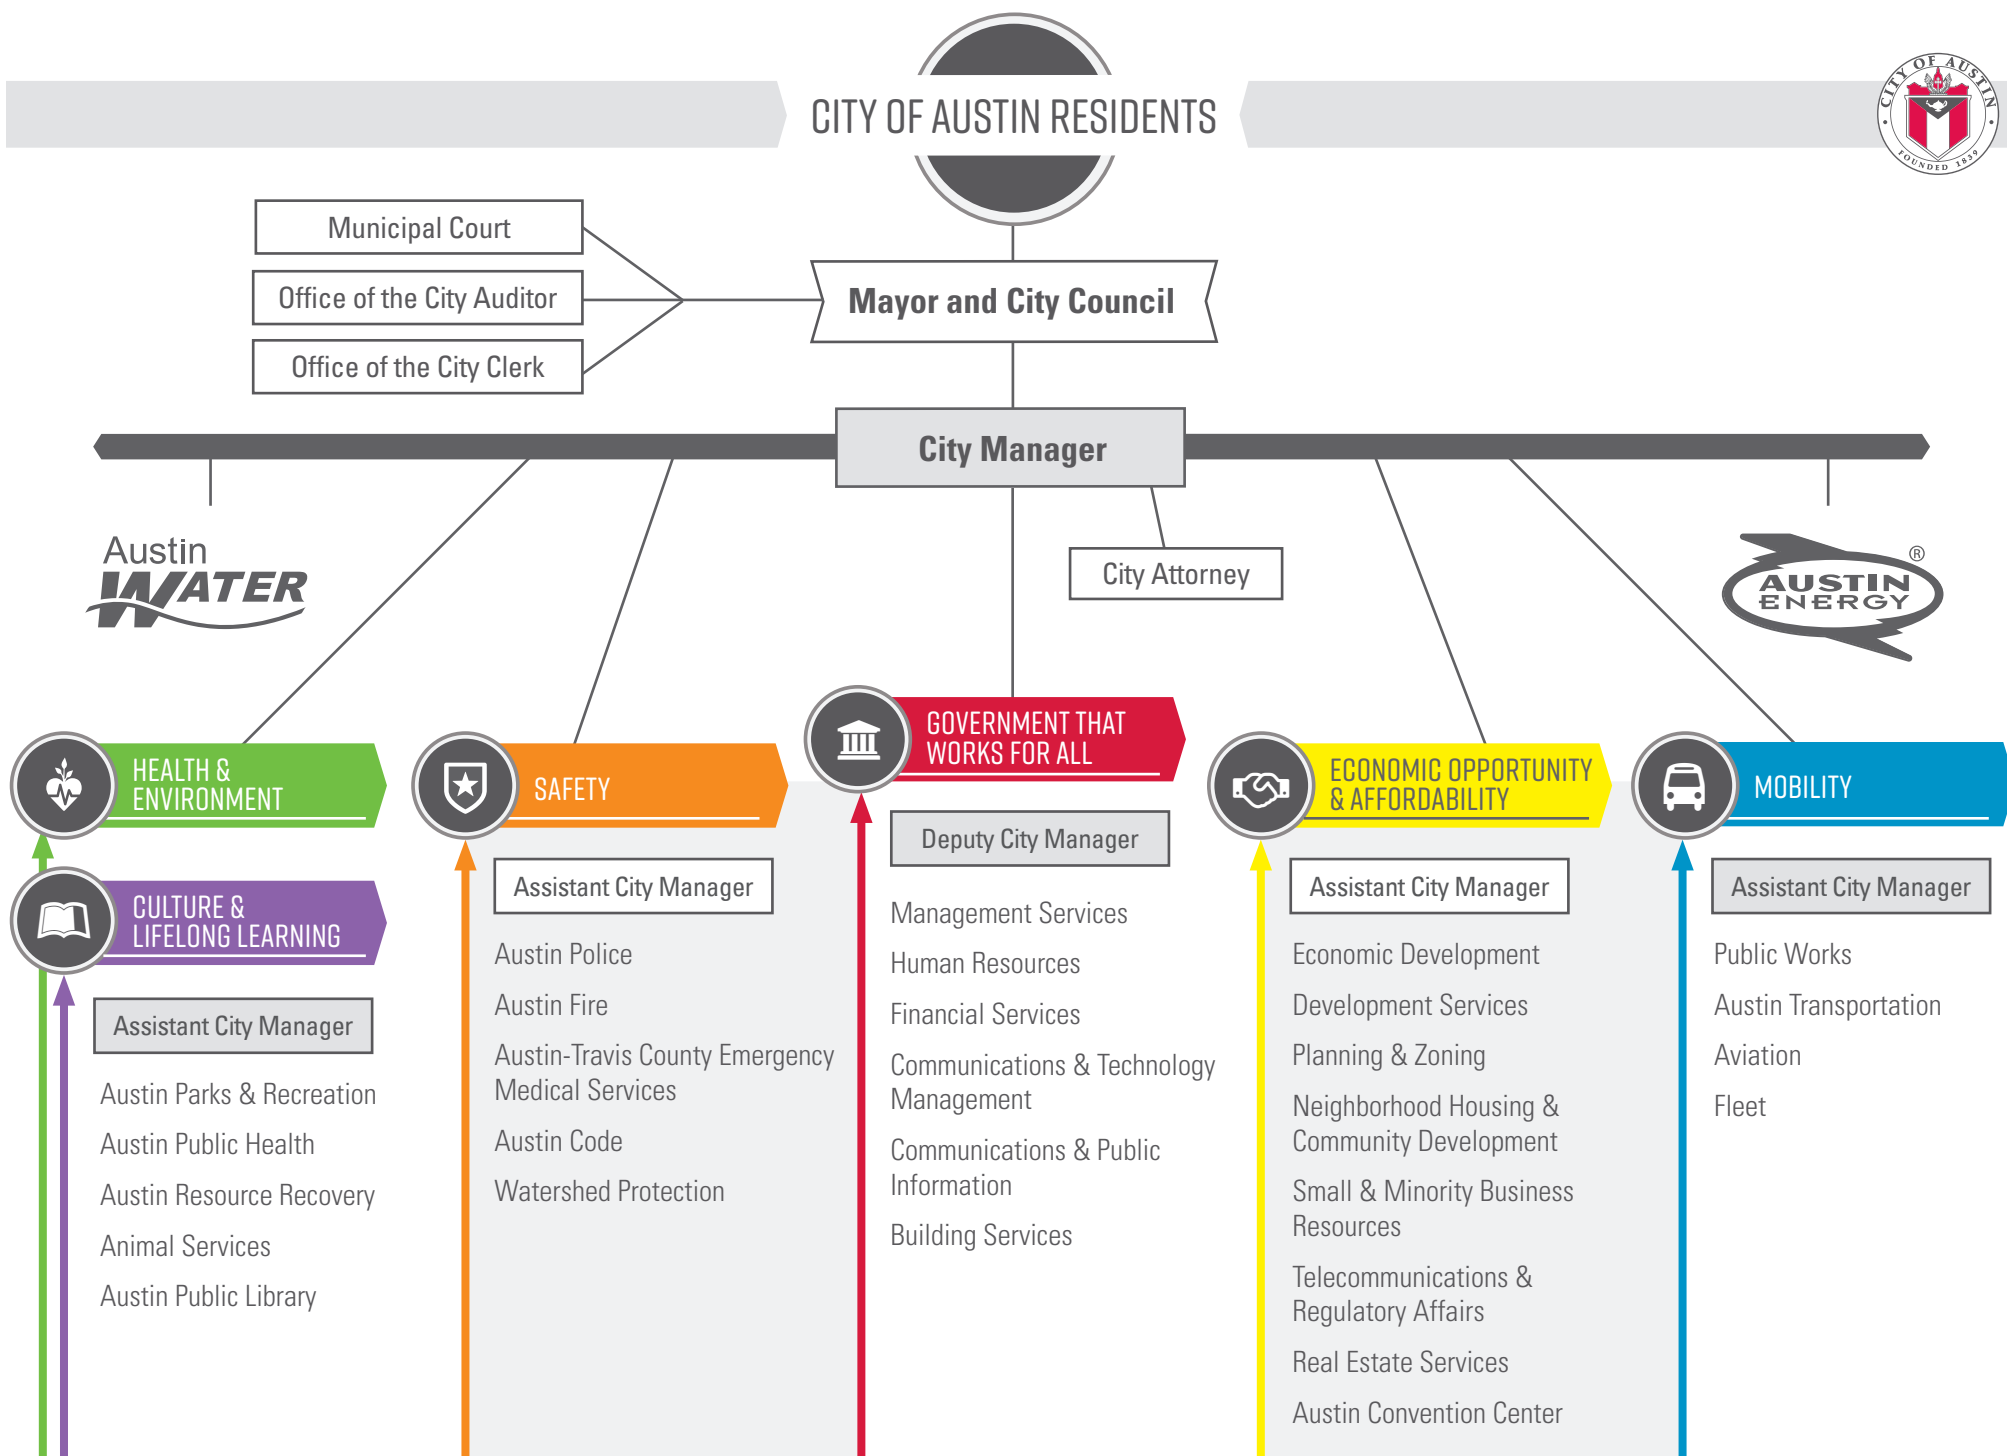 CITY OF AUSTIN RESIDENTS
CITY OF AUSTIN
FOUNDED 1839
Municipal Court
Office of the City Auditor
Office of the City Clerk
Mayor and City Council
City Manager
City Attorney
Austin
WATER
AUSTIN
ENERGY
®
HEALTH &
ENVIRONMENT
CULTURE &
LIFELONG LEARNING
Assistant City Manager
Austin Parks & Recreation
Austin Public Health
Austin Resource Recovery
Animal Services
Austin Public Library
SAFETY
Assistant City Manager
Austin Police
Austin Fire
Austin-Travis County Emergency
Medical Services
Austin Code
Watershed Protection
GOVERNMENT THAT
WORKS FOR ALL
Deputy City Manager
Management Services
Human Resources
Financial Services
Communications & Technology
Management
Communications & Public
Information
Building Services
ECONOMIC OPPORTUNITY
& AFFORDABILITY
Assistant City Manager
Economic Development
Development Services
Planning & Zoning
Neighborhood Housing &
Community Development
Small & Minority Business
Resources
Telecommunications &
Regulatory Affairs
Real Estate Services
Austin Convention Center
MOBILITY
Assistant City Manager
Public Works
Austin Transportation
Aviation
Fleet